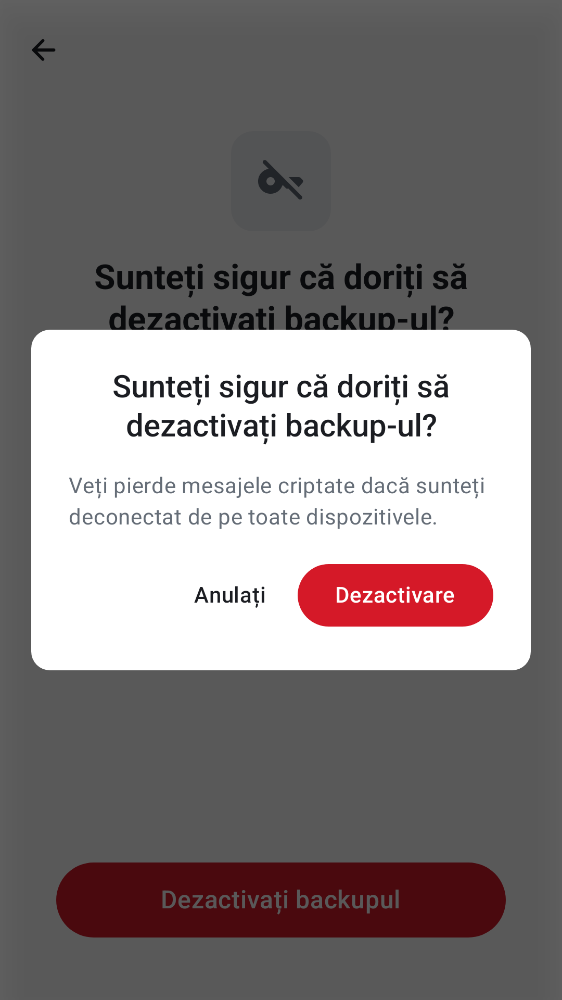 Sunteți sigur că doriți să
dezactivați backup-ul?
Sunteți sigur că doriți să
dezactivați backup-ul?
Veți pierde mesajele criptate dacă sunteți
deconectat de pe toate dispozitivele.
Anulați
Dezactivare
Dezactivați backupul